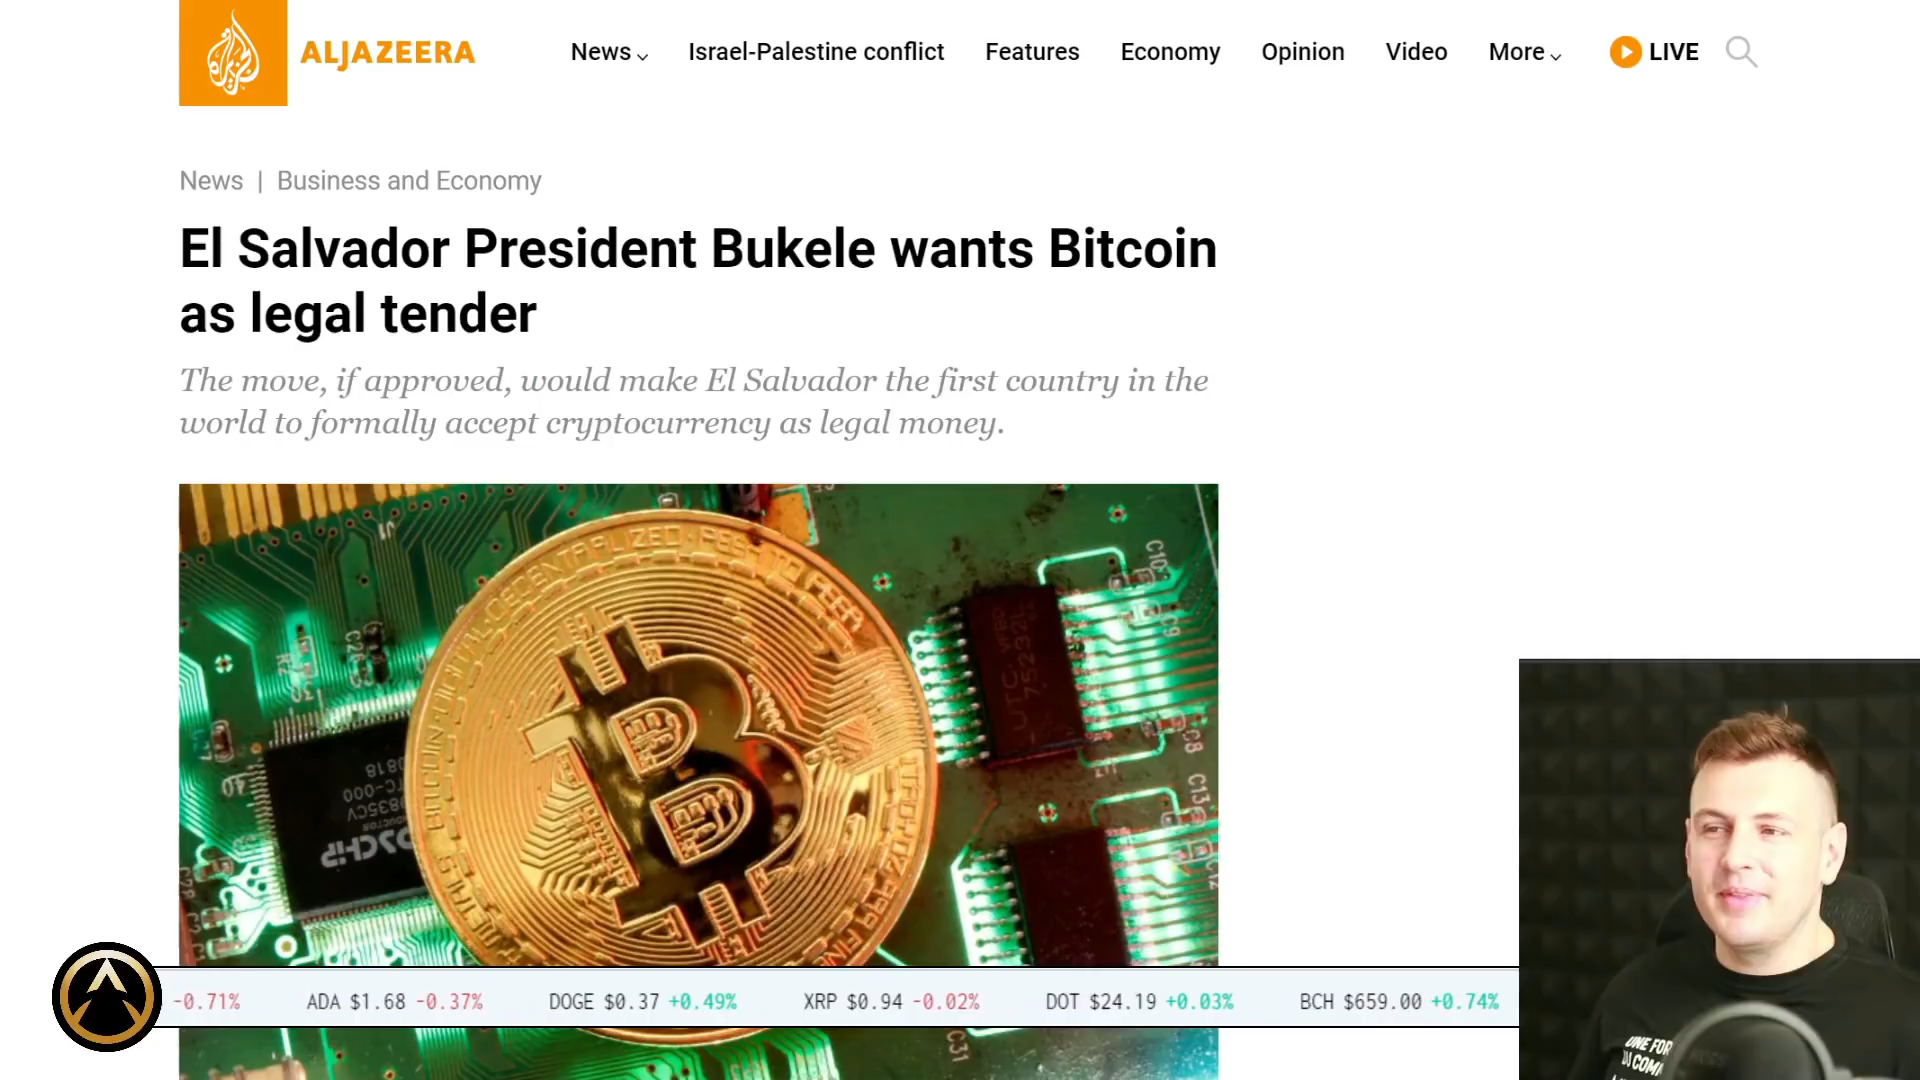 ALJAZEERA
News
Israel-Palestine conflict
Features
Economy
Opinion
Video
More
LIVE
News | Business and Economy
El Salvador President Bukele wants Bitcoin
as legal tender
The move, if approved, would make El Salvador the first country in the
world to formally accept cryptocurrency as legal money.
-0.71% ADA $1.68 -0.37% DOGE $0.37 +0.49% XRP $0.94 -0.02% DOT $24.19 +0.03% BCH $659.00 +0.74%